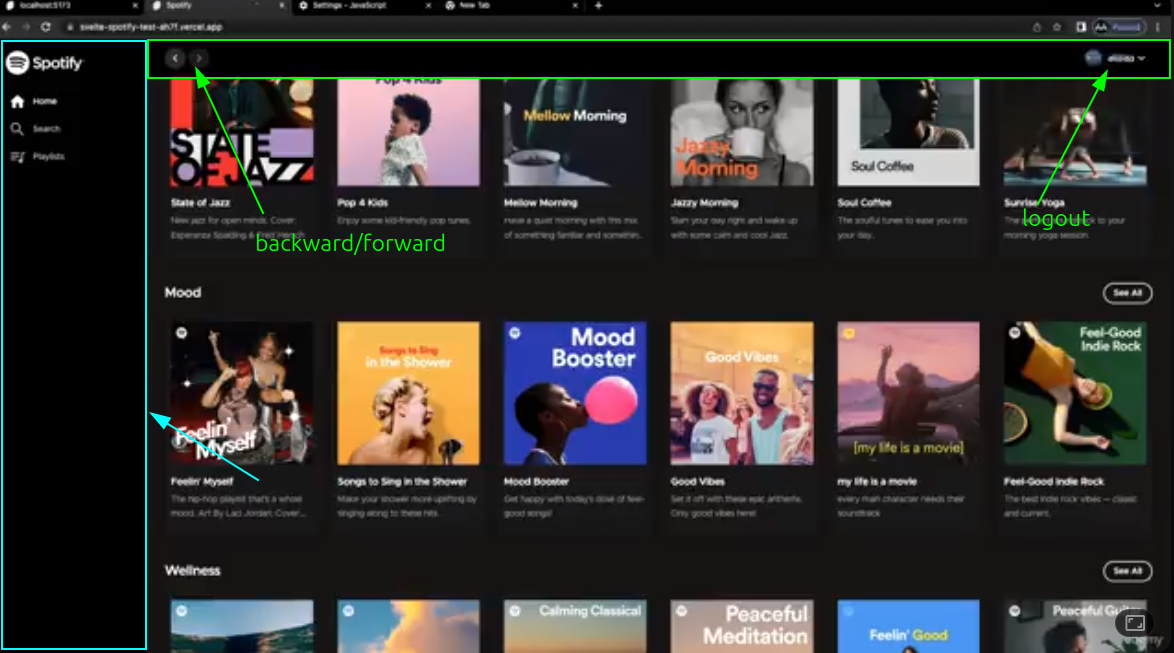 localhost:5173
Spotify
Settings - JavaScript
New Tab
svelte-spotify-test-ah7f.vercel.app
Paused
Spotify
Home
Search
Playlists
backward/forward
logout
STATE OF JAZZ
Pop 4 Kids
Mellow Morning
Jazzy Morning
Soul Coffee
State of Jazz
New jazz for open minds. Cover:
Esperanza Spalding & Fred Hersch
Pop 4 Kids
Enjoy some kid-friendly pop tunes.
Mellow Morning
Have a quiet morning with this mix
of something familiar and somethin...
Jazzy Morning
Start your day right and wake up
with some calm and cool Jazz.
Soul Coffee
The soulful tunes to ease you into
your day.
Sunrise Yoga
to your
morning yoga session.
Mood
See All
Feelin' Myself
Songs to Sing
in the Shower
Mood
Booster
Good Vibes
[my life is a movie]
Feel-Good
Indie Rock
Feelin' Myself
The hip-hop playlist that's a whole
mood. Art By Laci Jordan, Cover...
Songs to Sing in the Shower
Make your shower more uplifting by
singing along to these hits.
Mood Booster
Get happy with today's dose of feel-
good songs!
Good Vibes
Set it off with these epic anthems.
Only good vibes here!
my life is a movie
every main character needs their
soundtrack
Feel-Good Indie Rock
The best indie rock vibes — classic
and current.
Wellness
See All
Calming Classical
Peaceful
Meditation
Feelin' Good
Peaceful Guitar